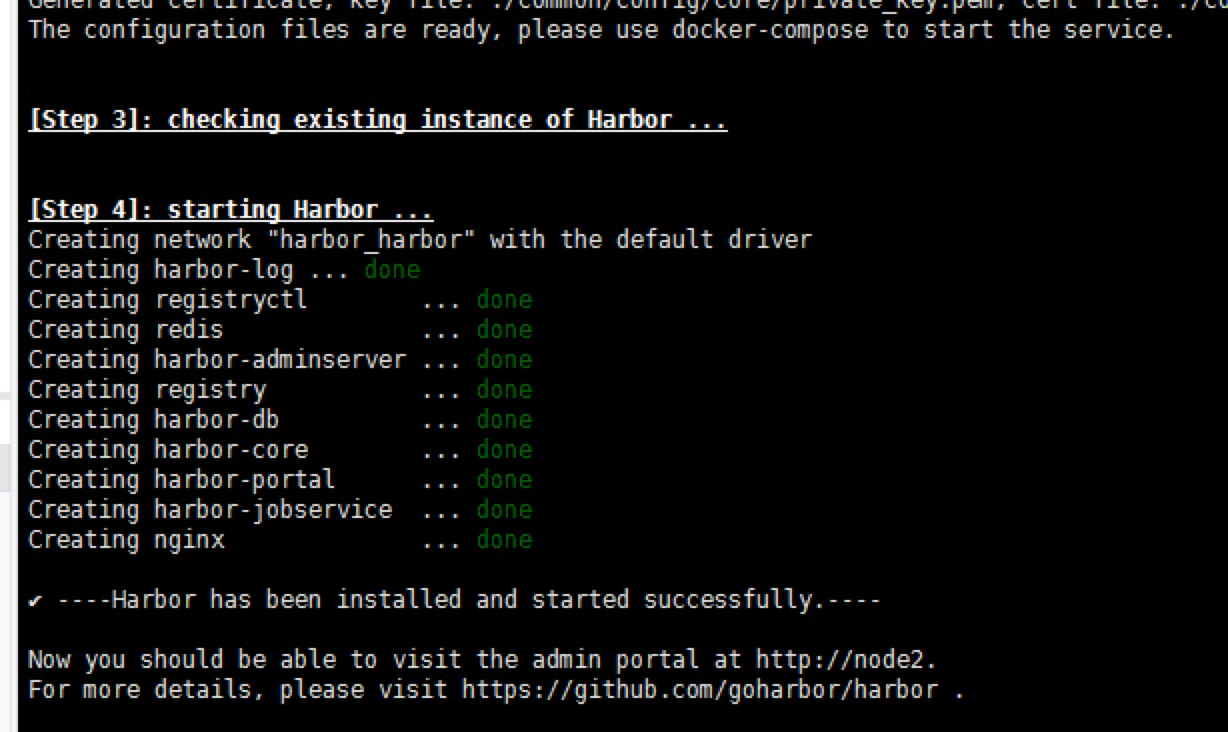 Generated certificate, key file: ./common/config/core/private_key.pem, cert file:
The configuration files are ready, please use docker-compose to start the service.
[Step 3]: checking existing instance of Harbor ...
[Step 4]: starting Harbor ...
Creating network "harbor_harbor" with the default driver
Creating harbor-log ... done
Creating registryctl ... done
Creating redis ... done
Creating harbor-adminserver ... done
Creating registry ... done
Creating harbor-db ... done
Creating harbor-core ... done
Creating harbor-portal ... done
Creating harbor-jobservice ... done
Creating nginx ... done
✔ ----Harbor has been installed and started successfully.----
Now you should be able to visit the admin portal at http://node2.
For more details, please visit https://github.com/goharbor/harbor .